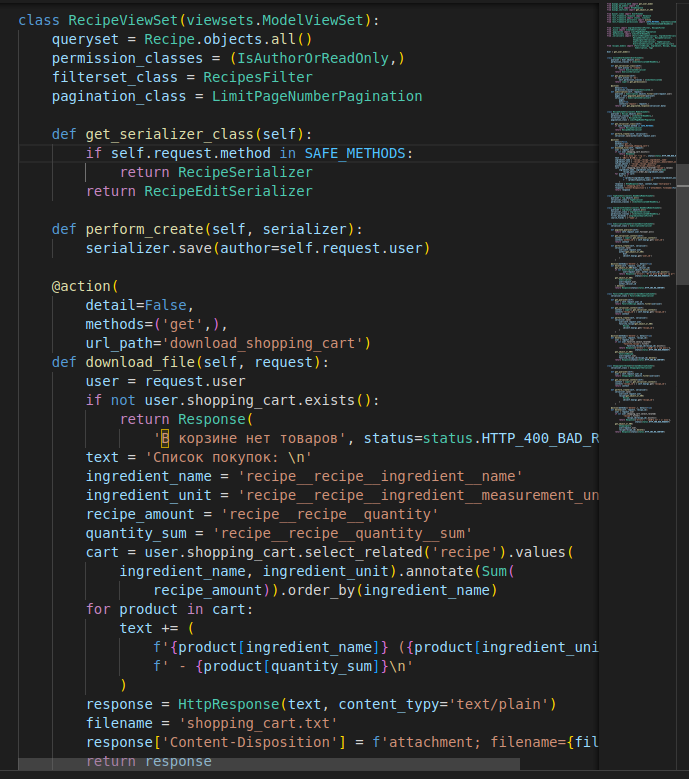 class RecipeViewSet(viewsets.ModelViewSet):
queryset = Recipe.objects.all()
permission_classes = (IsAuthorOrReadOnly,)
filterset_class = RecipesFilter
pagination_class = LimitPageNumberPagination
def get_serializer_class(self):
if self.request.method in SAFE_METHODS:
return RecipeSerializer
return RecipeEditSerializer
def perform_create(self, serializer):
serializer.save(author=self.request.user)
@action(
detail=False,
methods=('get',),
url_path='download_shopping_cart')
def download_file(self, request):
user = request.user
if not user.shopping_cart.exists():
return Response(
'В корзине нет товаров', status=status.HTTP_400_BAD_R
text = 'Список покупок: \n'
ingredient_name = 'recipe__recipe__ingredient__name'
ingredient_unit = 'recipe__recipe__ingredient__measurement_un
recipe_amount = 'recipe__recipe__quantity'
quantity_sum = 'recipe__recipe__quantity__sum'
cart = user.shopping_cart.select_related('recipe').values(
ingredient_name, ingredient_unit).annotate(Sum(
recipe_amount)).order_by(ingredient_name)
for product in cart:
text += (
f'{product[ingredient_name]} ({product[ingredient_uni
f' - {product[quantity_sum]}\n'
)
response = HttpResponse(text, content_type='text/plain')
filename = 'shopping_cart.txt'
response['Content-Disposition'] = f'attachment; filename={fil
return response